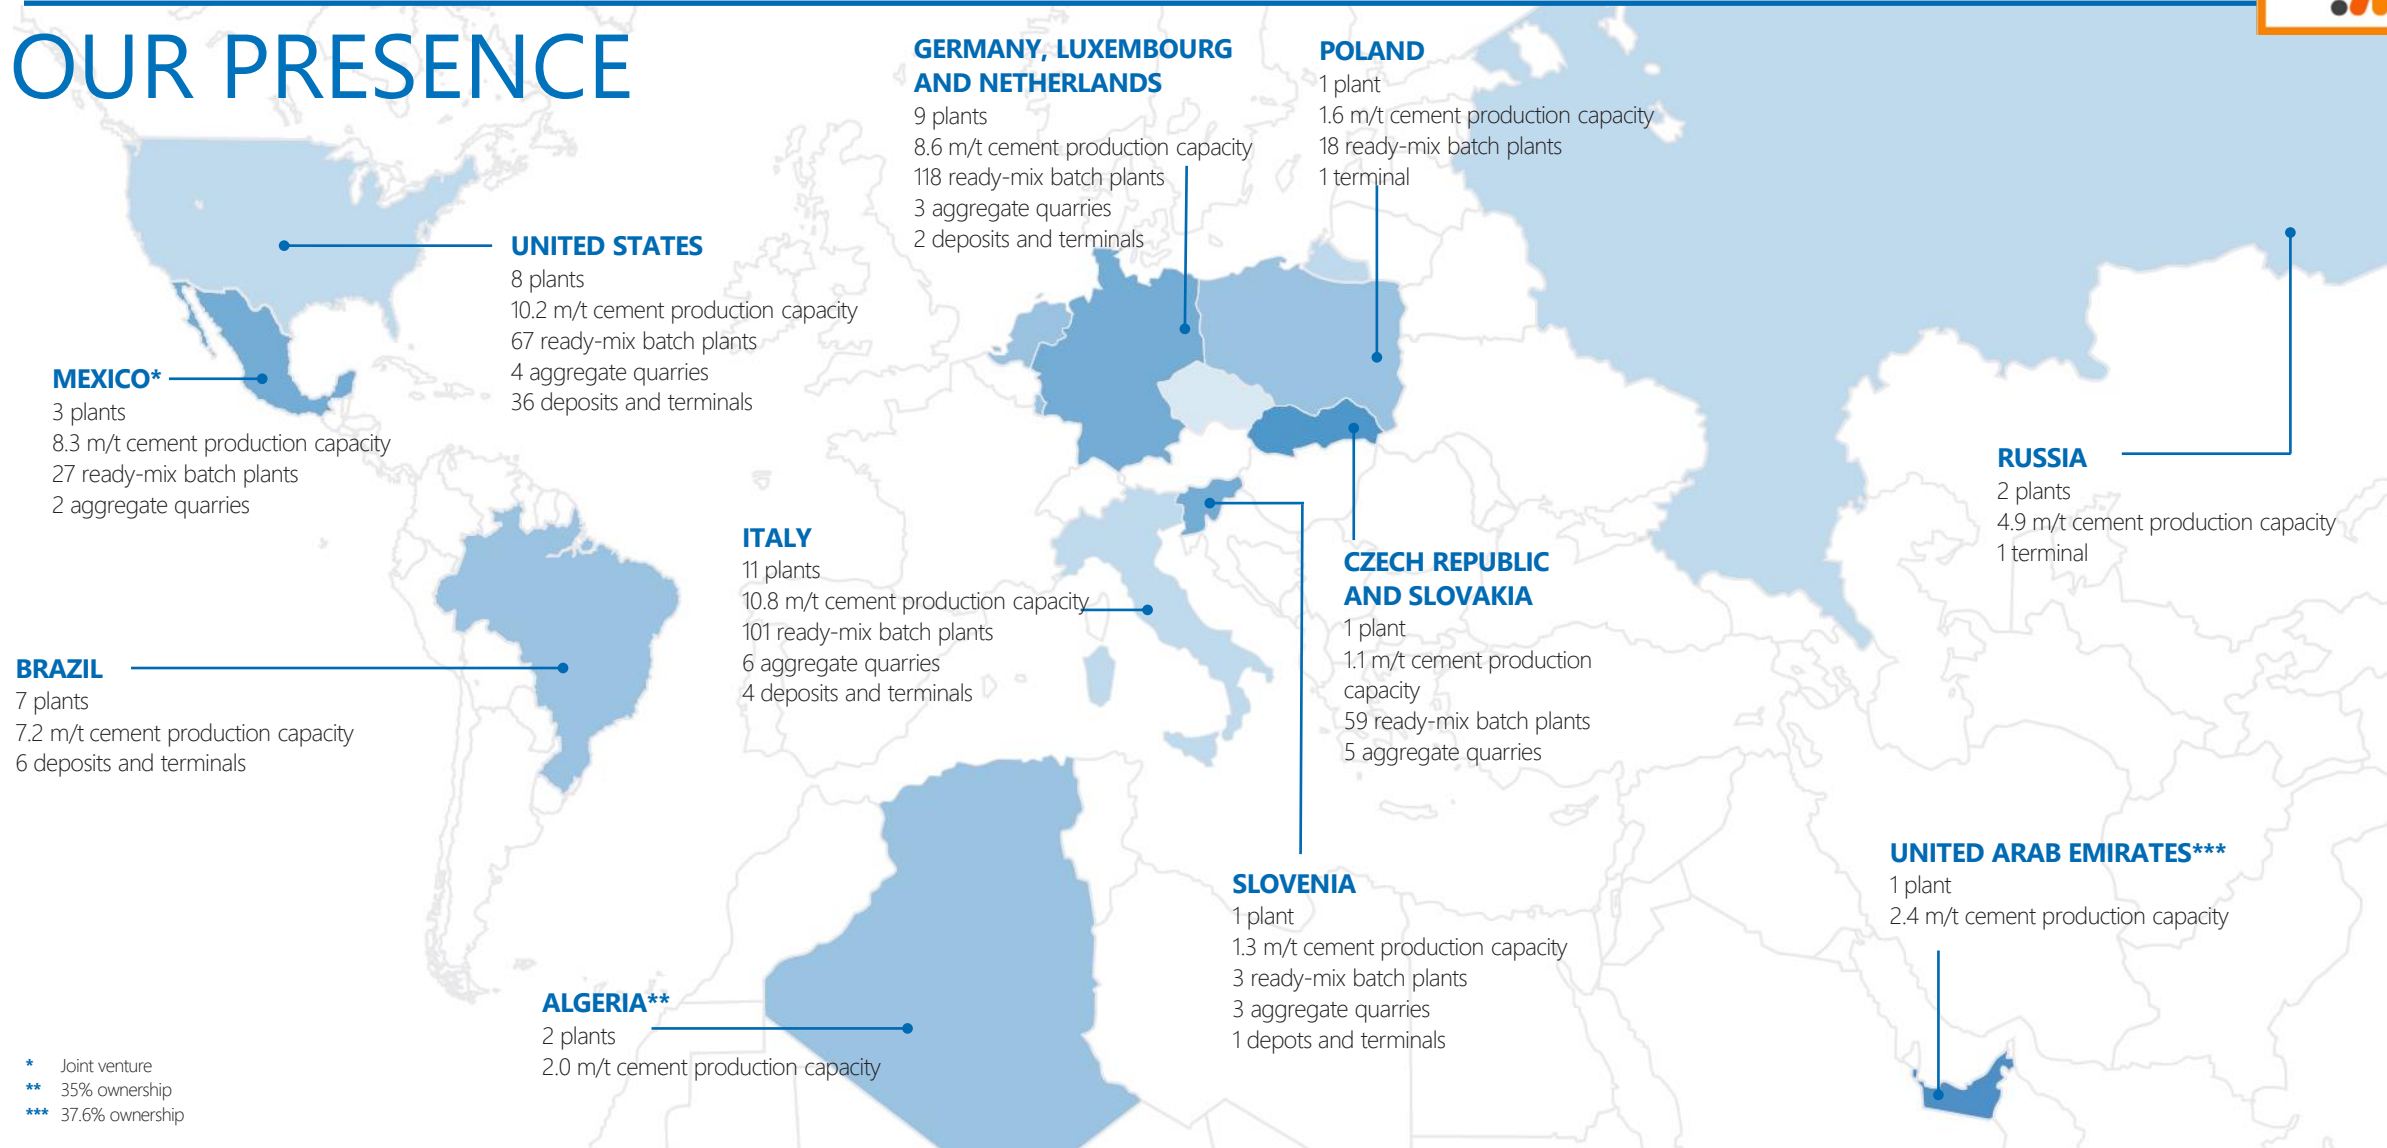 OUR PRESENCE
GERMANY, LUXEMBOURG
AND NETHERLANDS
9 plants
8.6 m/t cement production capacity
118 ready-mix batch plants
3 aggregate quarries
2 deposits and terminals
POLAND
1 plant
1.6 m/t cement production capacity
18 ready-mix batch plants
1 terminal
UNITED STATES
8 plants
10.2 m/t cement production capacity
67 ready-mix batch plants
4 aggregate quarries
36 deposits and terminals
MEXICO*
3 plants
8.3 m/t cement production capacity
27 ready-mix batch plants
2 aggregate quarries
RUSSIA
2 plants
4.9 m/t cement production capacity
1 terminal
ITALY
11 plants
10.8 m/t cement production capacity
101 ready-mix batch plants
6 aggregate quarries
4 deposits and terminals
CZECH REPUBLIC
AND SLOVAKIA
1 plant
1.1 m/t cement production
capacity
59 ready-mix batch plants
5 aggregate quarries
BRAZIL
7 plants
7.2 m/t cement production capacity
6 deposits and terminals
UNITED ARAB EMIRATES***
1 plant
2.4 m/t cement production capacity
SLOVENIA
1 plant
1.3 m/t cement production capacity
3 ready-mix batch plants
3 aggregate quarries
1 depots and terminals
ALGERIA**
2 plants
2.0 m/t cement production capacity
* Joint venture
** 35% ownership
*** 37.6% ownership